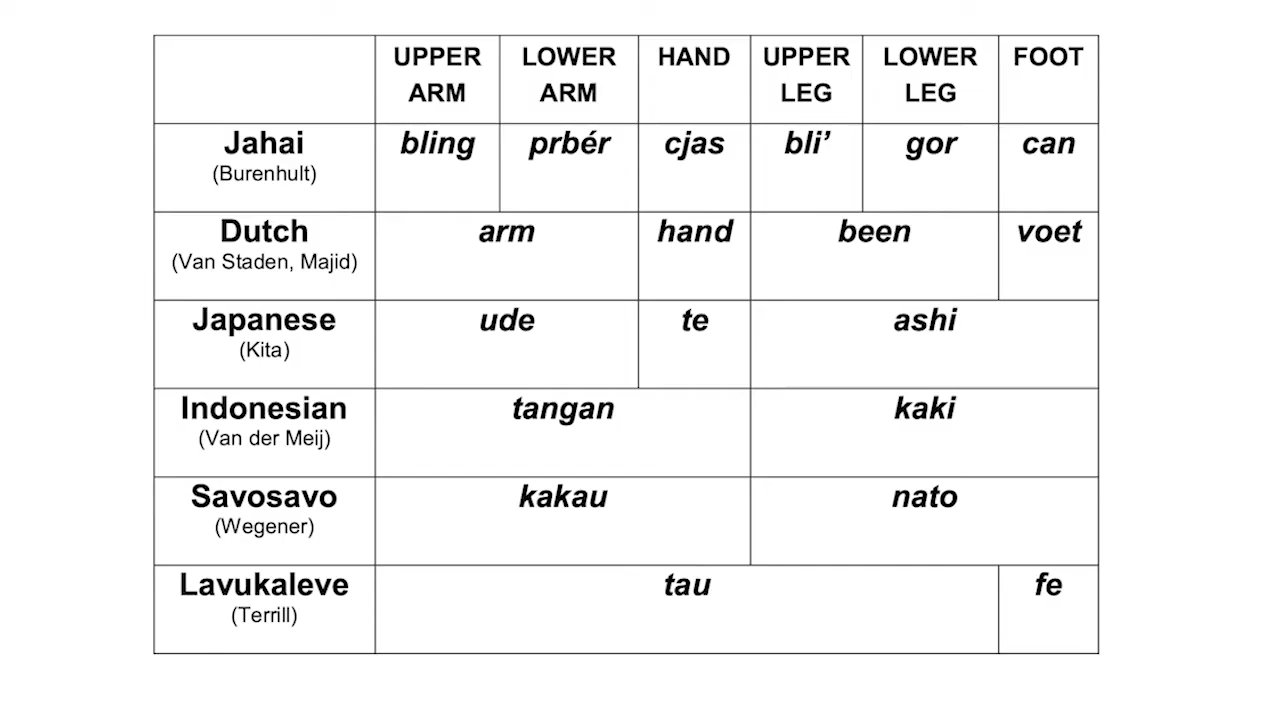 UPPER ARM LOWER ARM HAND UPPER LEG LOWER LEG FOOT
Jahai bling prbér cjas bli’ gor can
(Burenhult)
Dutch arm hand been voet
(Van Staden, Majid)
Japanese ude te ashi
(Kita)
Indonesian tangan kaki
(Van der Meij)
Savosavo kakau nato
(Wegener)
Lavukaleve tau fe
(Terrill)